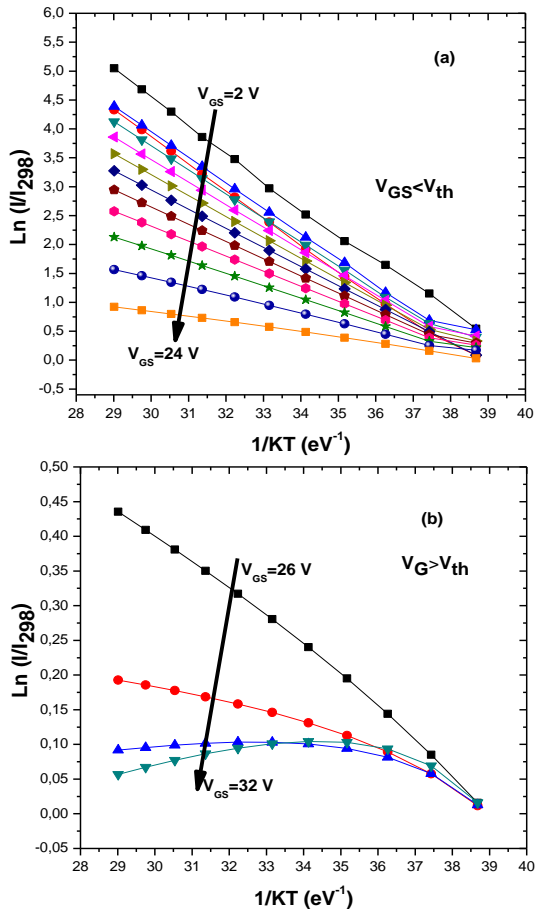 6,0
5,5
5,0
4,5
4,0
3,5
3,0
2,5
2,0
1,5
1,0
0,5
0,0
-0,5
Ln (I/I298)
(a)
VGS=2 V
VGS<Vth
VGS=24 V
28 29 30 31 32 33 34 35 36 37 38 39 40
1/KT (eV-1)
0,50
0,45
0,40
0,35
0,30
0,25
0,20
0,15
0,10
0,05
0,00
-0,05
Ln (I/I298)
(b)
VG>Vth
VGS=26 V
VGS=32 V
28 29 30 31 32 33 34 35 36 37 38 39 40
1/KT (eV-1)